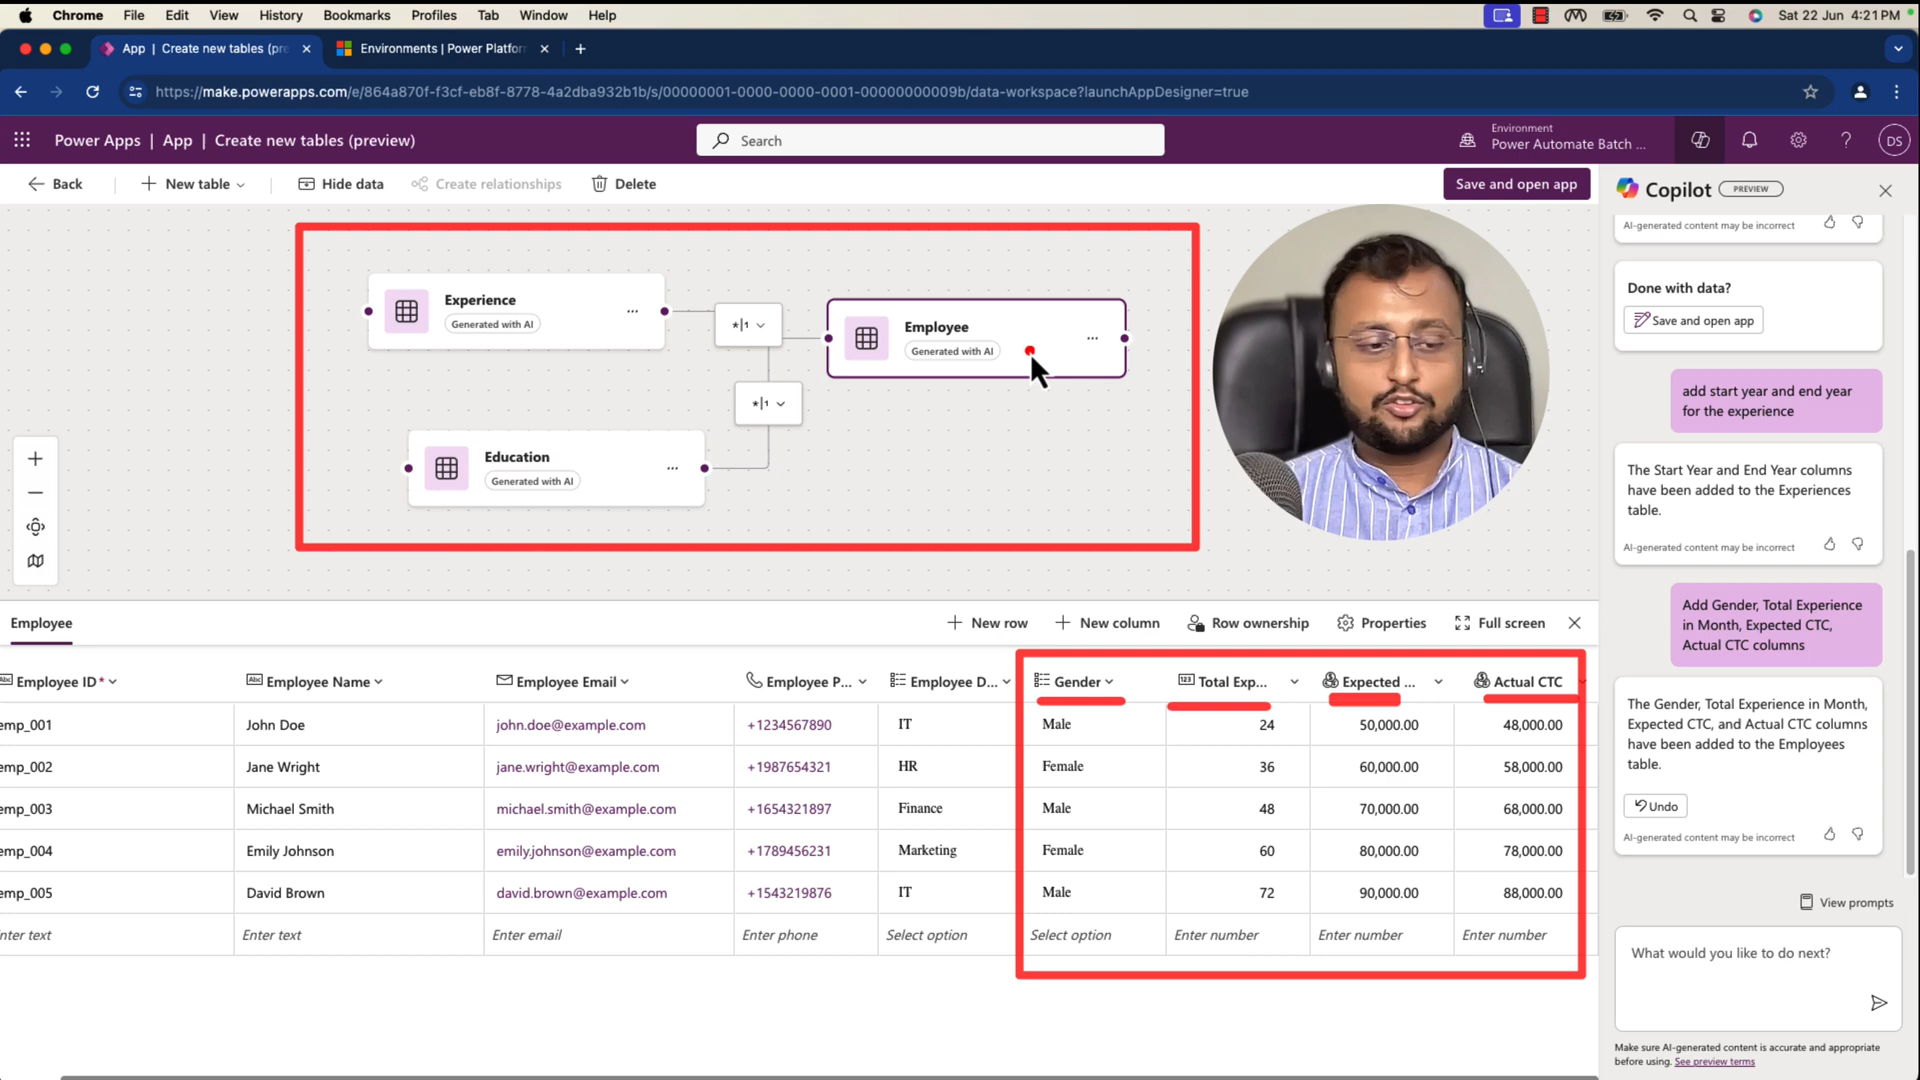 Chrome File Edit View History Bookmarks Profiles Tab Window Help
Sat 22 Jun 4:21 PM
App | Create new tables (pre
Environments | Power Platfor
https://make.powerapps.com/e/864a870f-f3cf-eb8f-8778-4a2dba932b1b/s/00000001-0000-0000-0001-00000000009b/data-workspace?launchAppDesigner=true
Power Apps | App | Create new tables (preview)
Search
Environment
Power Automate Batch ...
DS
Back
New table
Hide data
Create relationships
Delete
Save and open app
Experience
Generated with AI
*|1
Employee
Generated with AI
*|1
Education
Generated with AI
Copilot PREVIEW
AI-generated content may be incorrect
Done with data?
Save and open app
add start year and end year
for the experience
The Start Year and End Year columns
have been added to the Experiences
table.
AI-generated content may be incorrect
Add Gender, Total Experience
in Month, Expected CTC,
Actual CTC columns
The Gender, Total Experience in Month,
Expected CTC, and Actual CTC columns
have been added to the Employees
table.
Undo
AI-generated content may be incorrect
View prompts
What would you like to do next?
Make sure AI-generated content is accurate and appropriate
before using. See preview terms
Employee
New row
New column
Row ownership
Properties
Full screen
Abc Employee ID* Abc Employee Name Employee Email Employee P... Employee D... Gender 123 Total Exp... Expected ... Actual CTC
emp_001 John Doe john.doe@example.com +1234567890 IT Male 24 50,000.00 48,000.00
emp_002 Jane Wright jane.wright@example.com +1987654321 HR Female 36 60,000.00 58,000.00
emp_003 Michael Smith michael.smith@example.com +1654321897 Finance Male 48 70,000.00 68,000.00
emp_004 Emily Johnson emily.johnson@example.com +1789456231 Marketing Female 60 80,000.00 78,000.00
emp_005 David Brown david.brown@example.com +1543219876 IT Male 72 90,000.00 88,000.00
nter text Enter text Enter email Enter phone Select option Select option Enter number Enter number Enter number